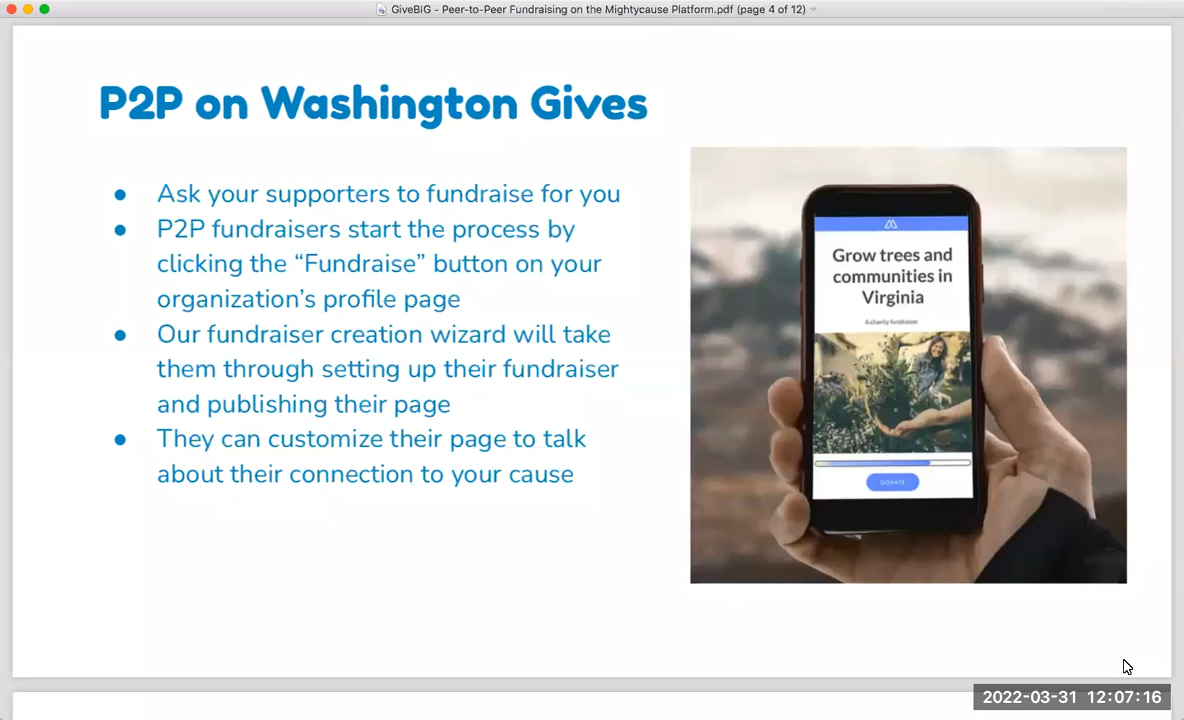 GiveBIG - Peer-to-Peer Fundraising on the Mightycause Platform.pdf (page 4 of 12)
P2P on Washington Gives
● Ask your supporters to fundraise for you
● P2P fundraisers start the process by
clicking the “Fundraise” button on your
organization’s profile page
● Our fundraiser creation wizard will take
them through setting up their fundraiser
and publishing their page
● They can customize their page to talk
about their connection to your cause
Grow trees and
communities in
Virginia
A charity fundraiser
DONATE
2022-03-31 12:07:16